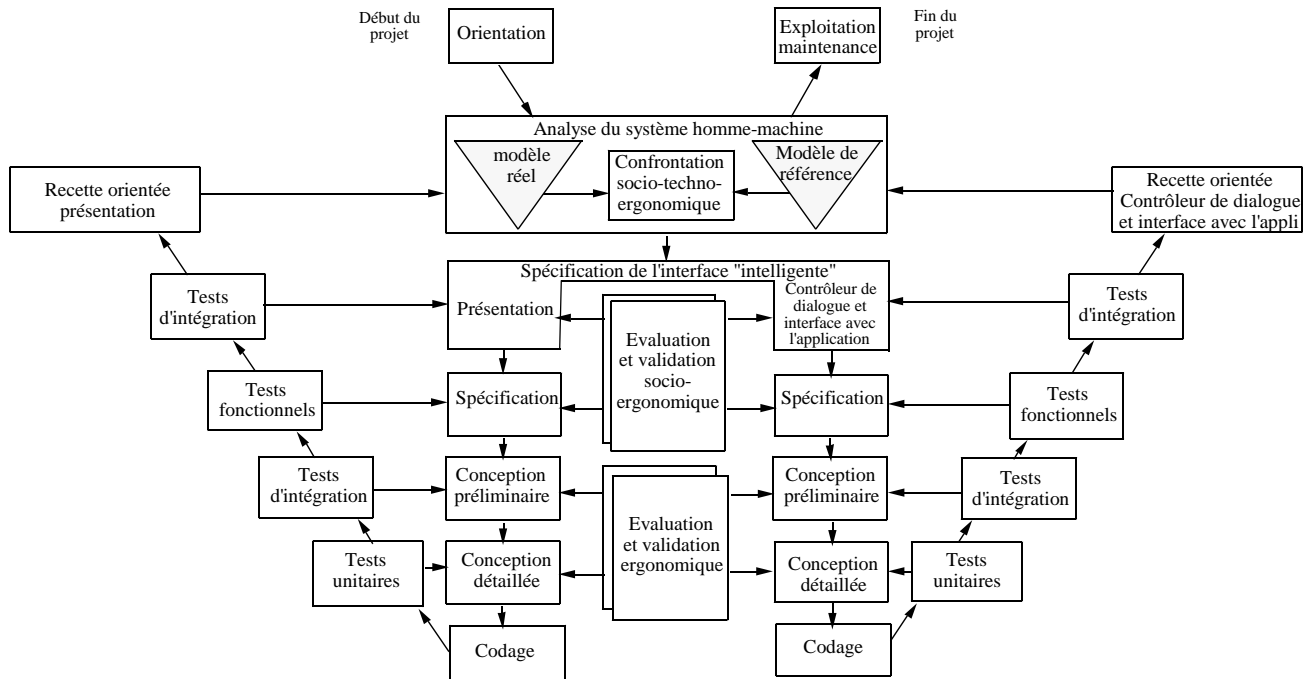 Début du
projet
Orientation
Exploitation
maintenance
Fin du
projet
Analyse du système homme-machine
modèle
réel
Confrontation
socio-techno-
ergonomique
Modèle de
référence
Recette orientée
présentation
Recette orientée
Contrôleur de dialogue
et interface avec l'appli
Spécification de l'interface "intelligente"
Présentation
Contrôleur de
dialogue et
interface avec
l'application
Evaluation
et validation
socio-
ergonomique
Tests
d'intégration
Tests
d'intégration
Tests
fonctionnels
Spécification
Spécification
Tests
fonctionnels
Tests
d'intégration
Conception
préliminaire
Conception
préliminaire
Tests
d'intégration
Evaluation
et validation
ergonomique
Tests
unitaires
Conception
détaillée
Conception
détaillée
Tests
unitaires
Codage
Codage